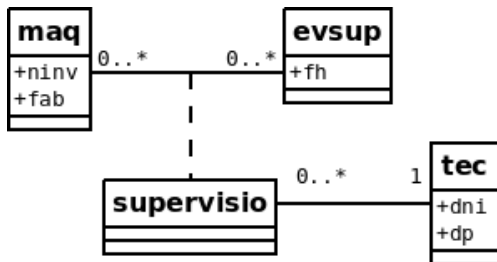 maq
+ninv
+fab
0..*
0..*
evsup
+fh
supervisio
0..*
1
tec
+dni
+dp